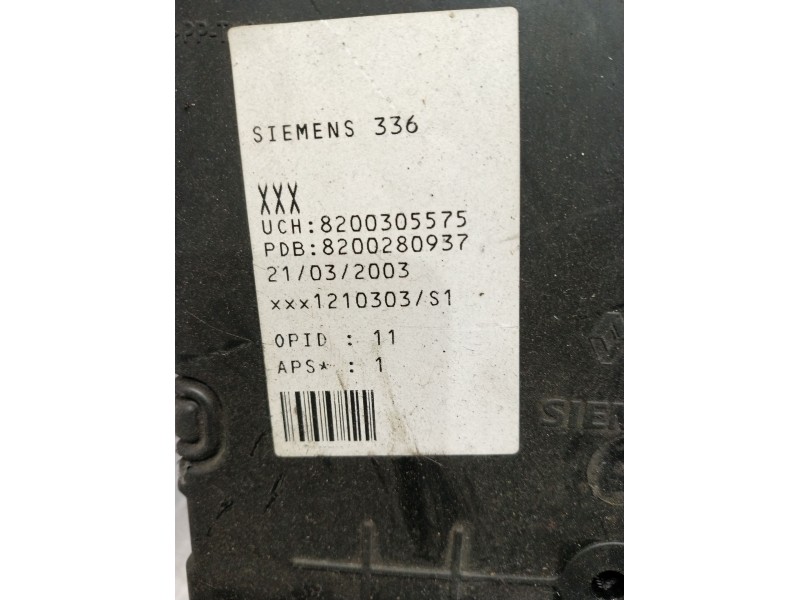 SIEMENS 336
XXX
UCH:8200305575
PDB:8200280937
21/03/2003
xxx1210303/S1
OPID : 11
APS* : 1